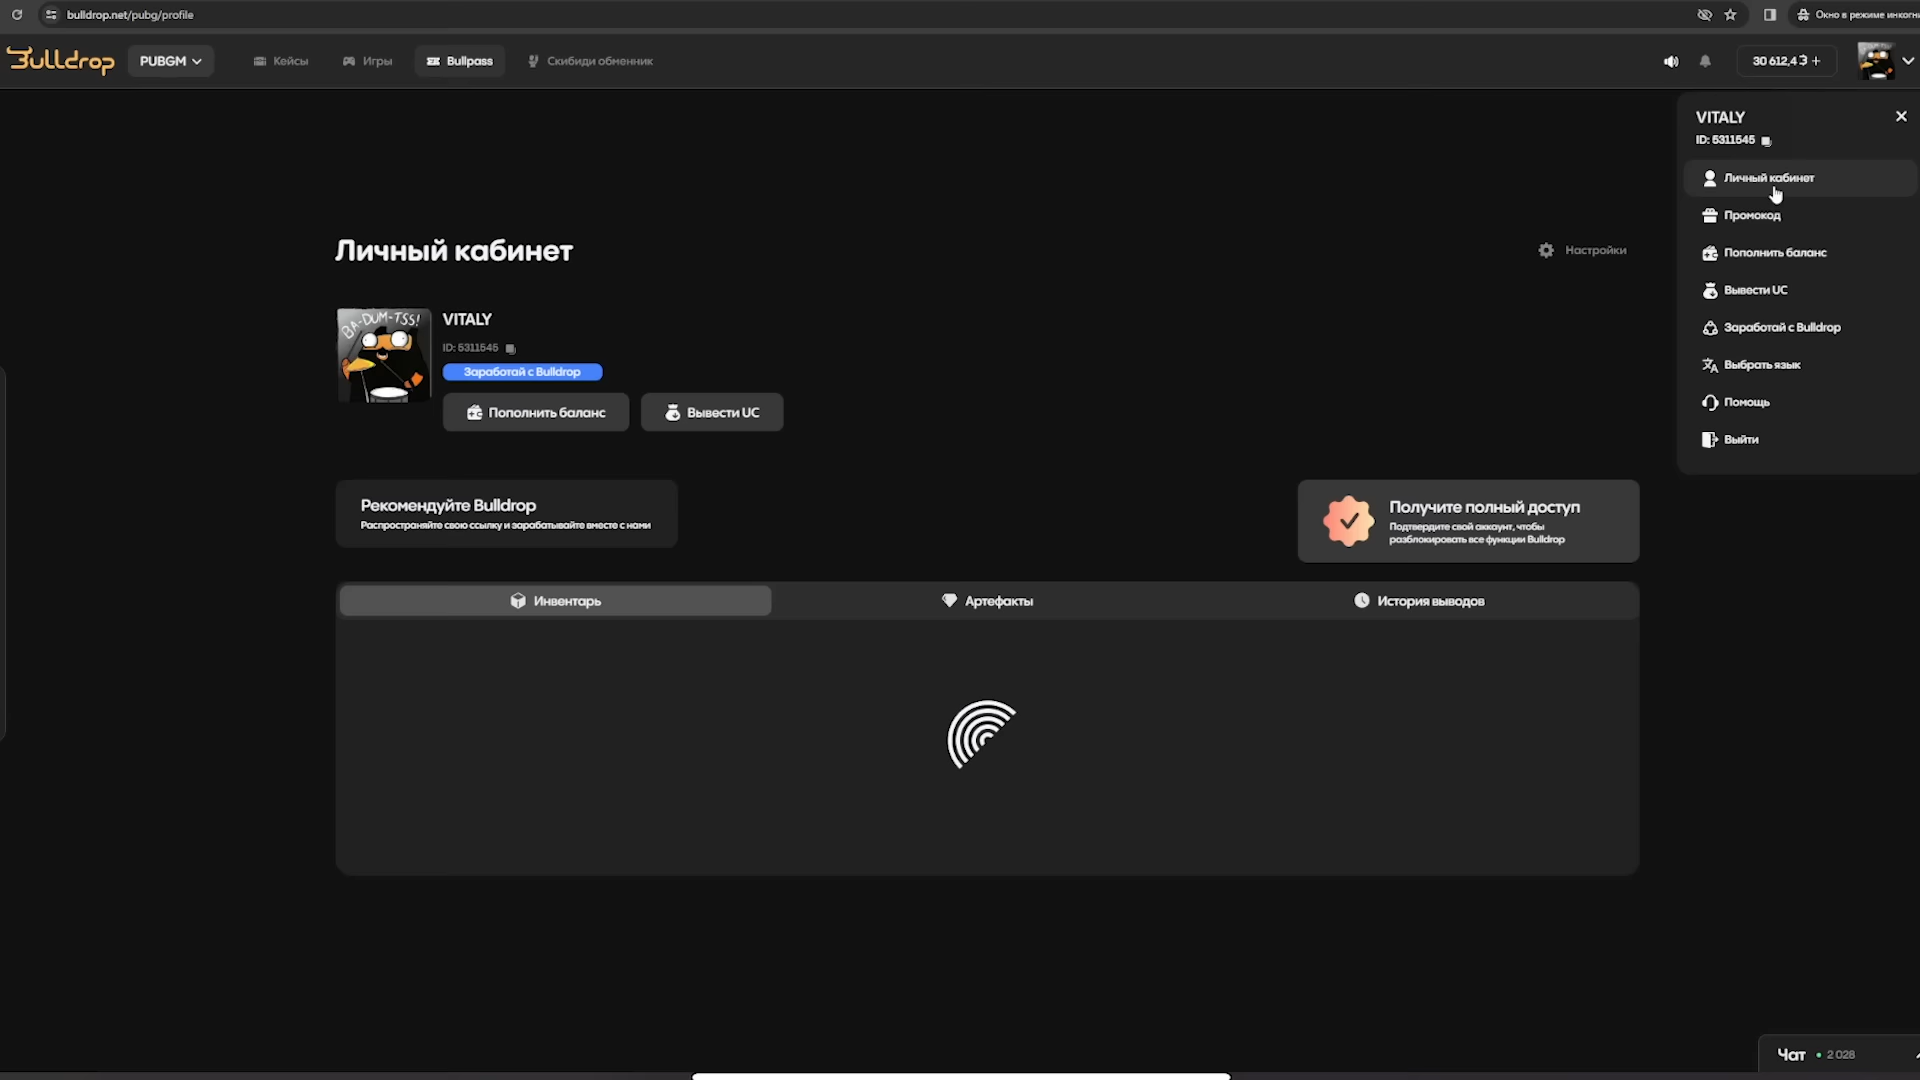 bulldrop.net/pubg/profile
Окно в режиме инкогни
Bulldrop
PUBGM
Кейсы
Игры
Bullpass
Скибиди обменник
30 612,4 +
VITALY
ID: 5311545
Личный кабинет
Промокод
Пополнить баланс
Вывести UC
Заработай с Bulldrop
Выбрать язык
Помощь
Выйти
Личный кабинет
Настройки
BA-DUM-TSS!
VITALY
ID: 5311545
Заработай с Bulldrop
Пополнить баланс
Вывести UC
Рекомендуйте Bulldrop
Распространяйте свою ссылку и зарабатывайте вместе с нами
Получите полный доступ
Подтвердите свой аккаунт, чтобы
разблокировать все функции Bulldrop
Инвентарь
Артефакты
История выводов
Чат
2 028